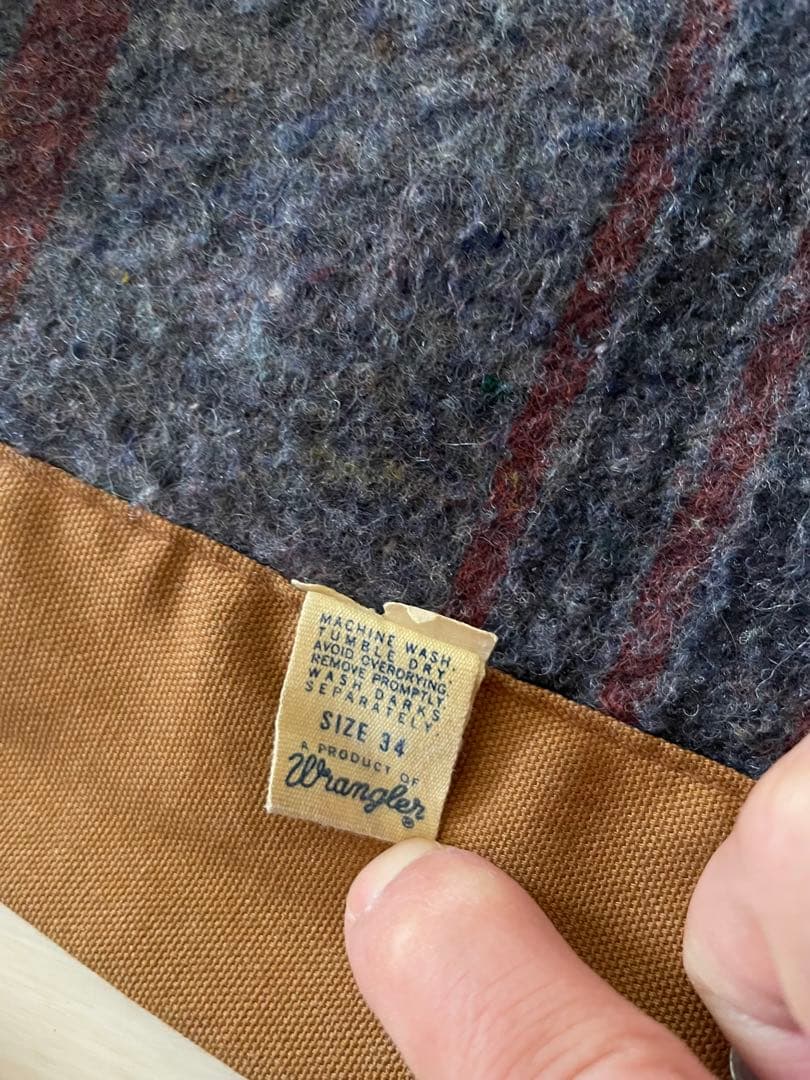 MACHINE WASH.
TUMBLE DRY.
AVOID OVERDRYING.
REMOVE PROMPTLY.
WASH DARKS
SEPARATELY.
SIZE 34
A PRODUCT OF
Wrangler®